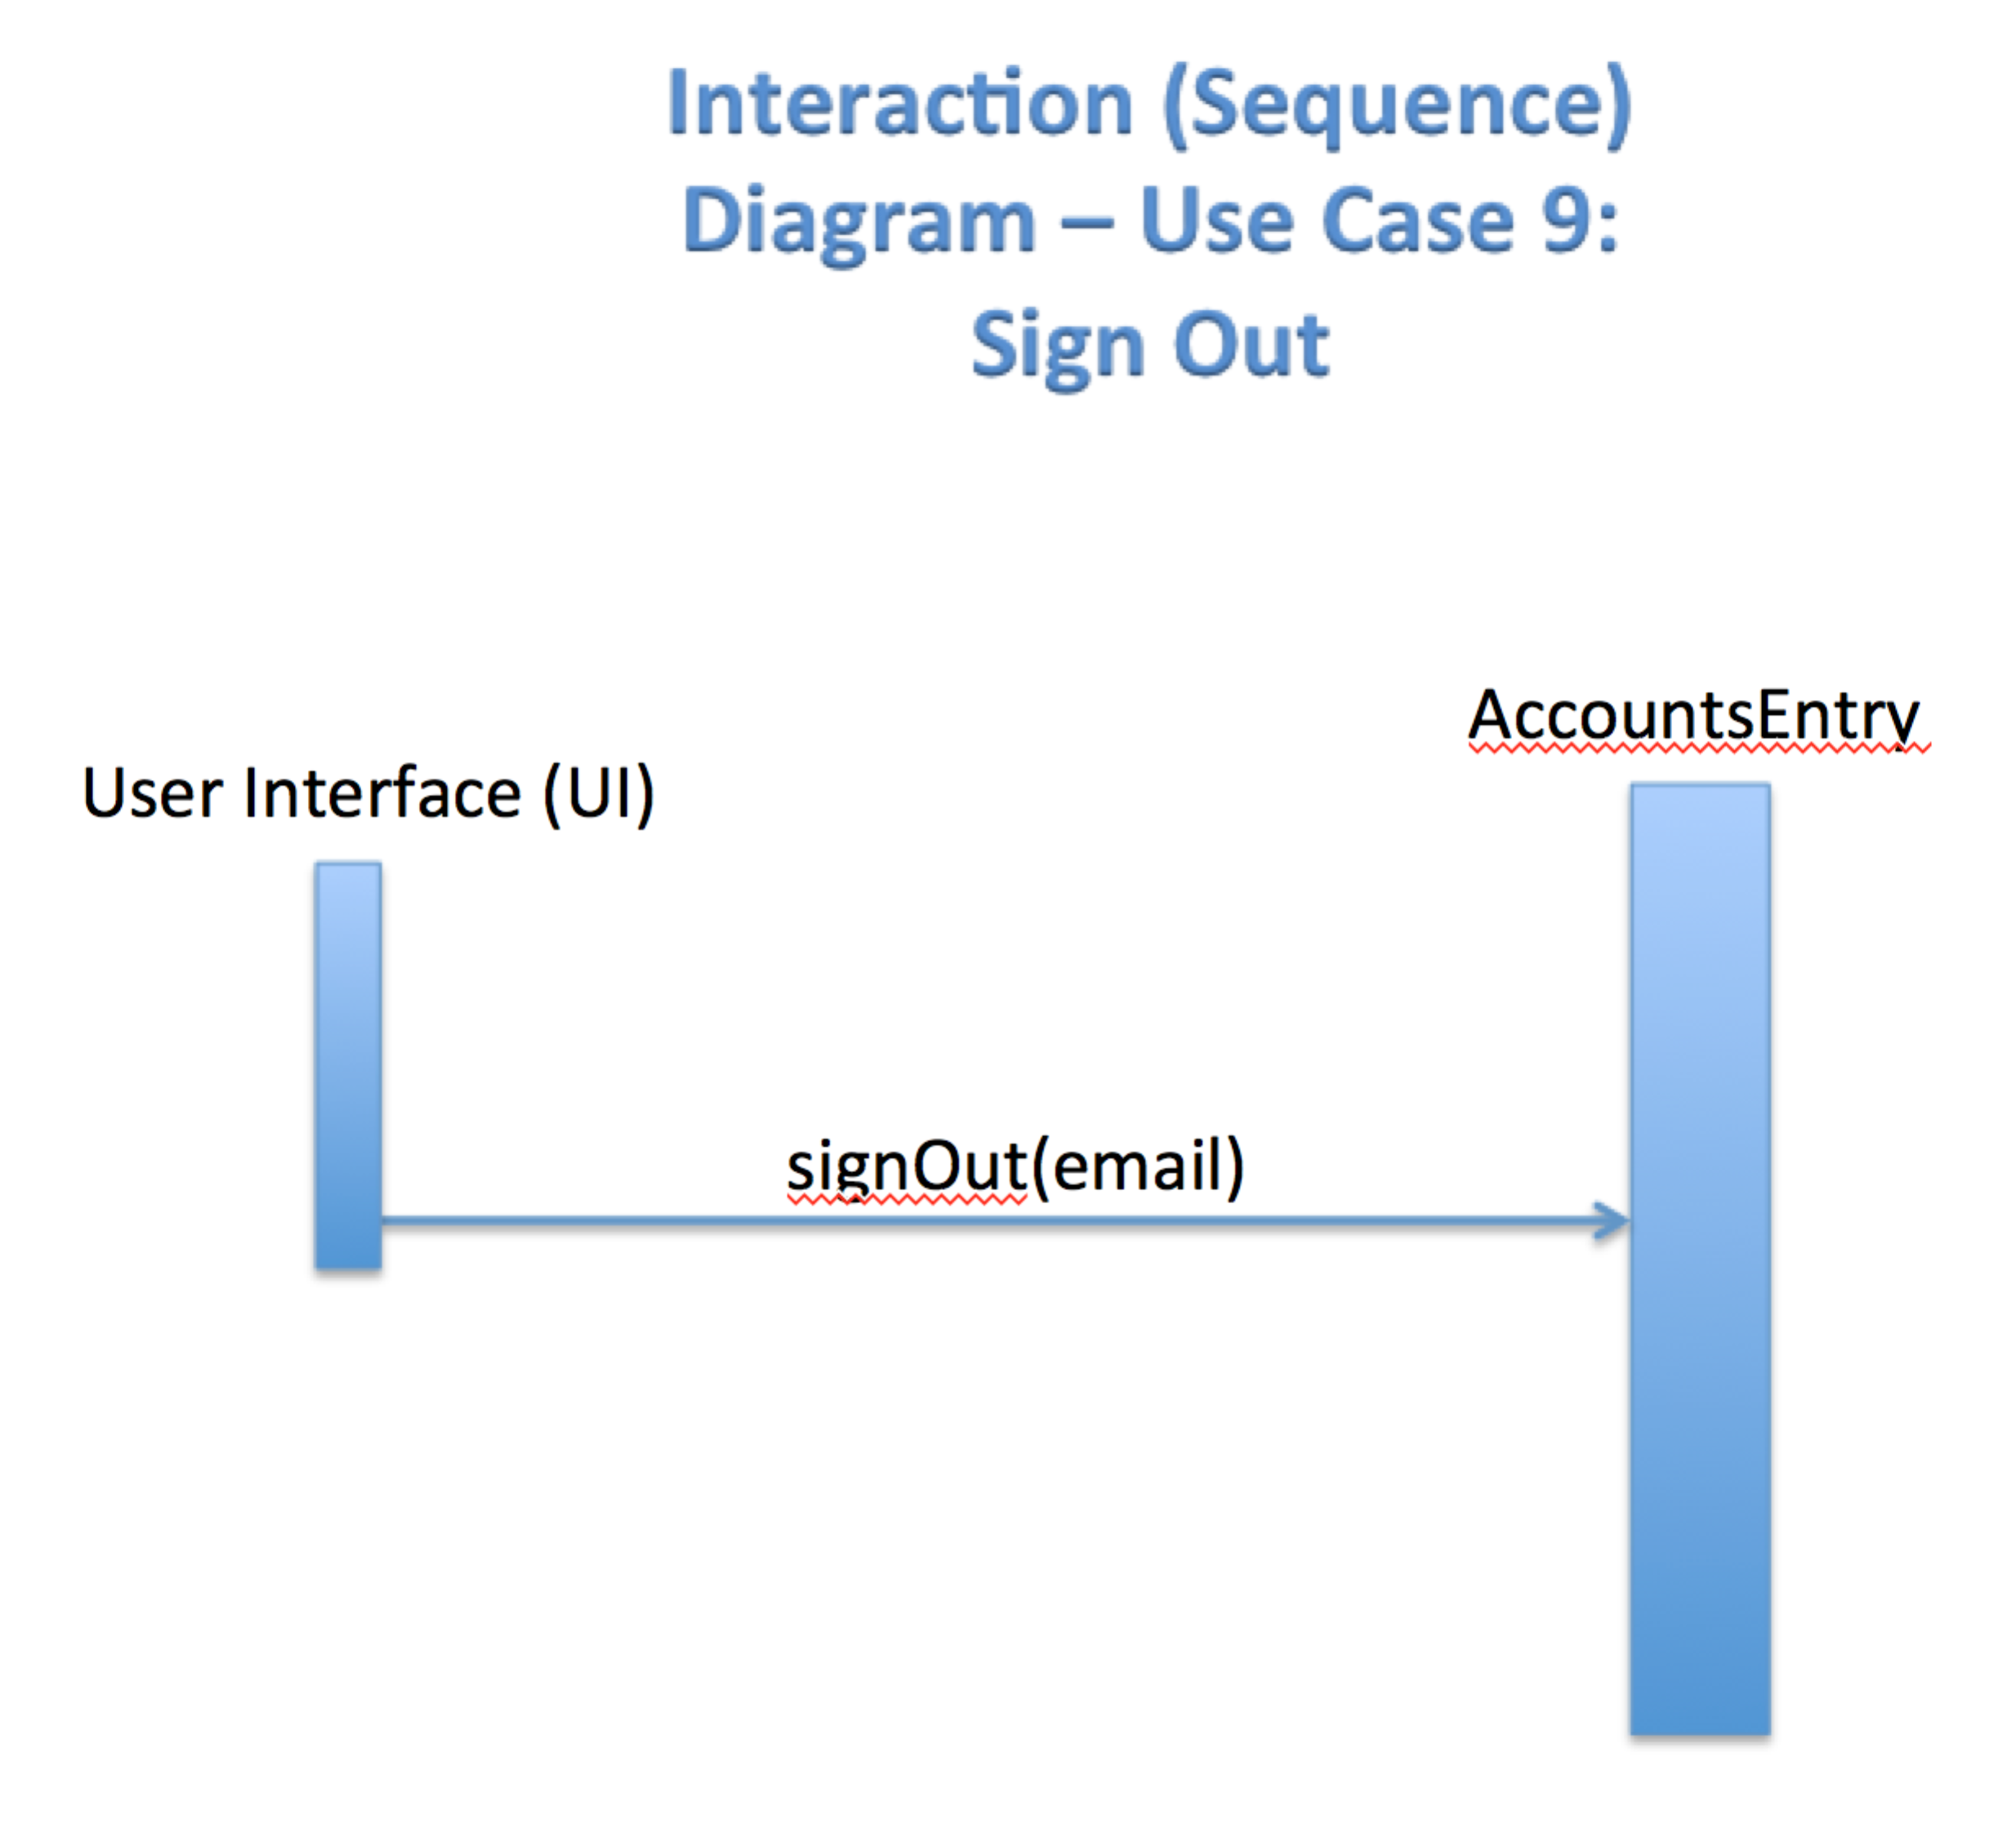 Interaction (Sequence)
Diagram – Use Case 9:
Sign Out
AccountsEntry
User Interface (UI)
signOut(email)